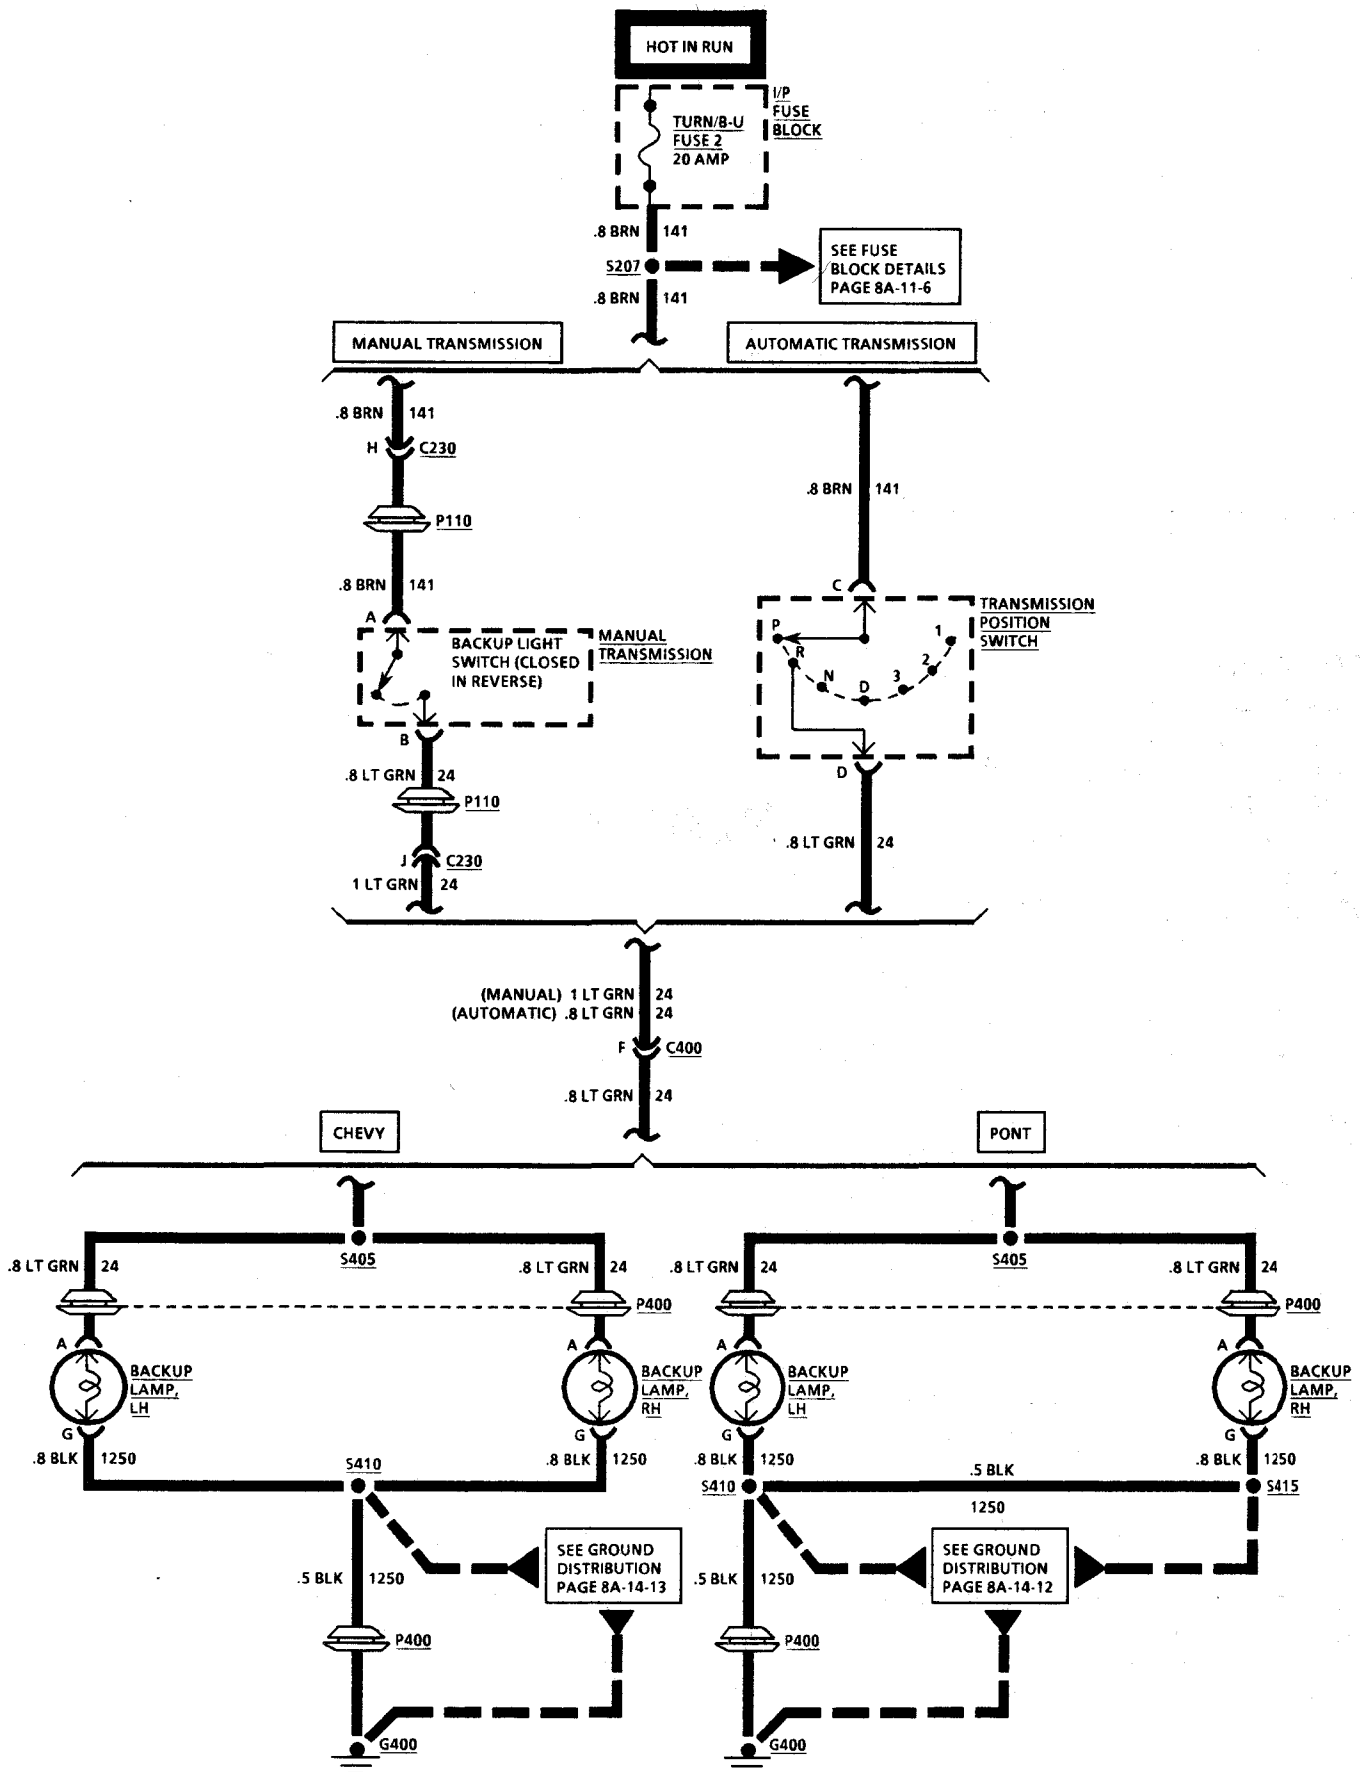 HOT IN RUN
I/P
FUSE
BLOCK
TURN/B-U
FUSE 2
20 AMP
.8 BRN 141
S207
SEE FUSE
BLOCK DETAILS
PAGE 8A-11-6
.8 BRN 141
MANUAL TRANSMISSION
AUTOMATIC TRANSMISSION
.8 BRN 141
H C230
.8 BRN 141
P110
.8 BRN 141
A
BACKUP LIGHT
SWITCH (CLOSED
IN REVERSE)
MANUAL
TRANSMISSION
B
.8 LT GRN 24
P110
J C230
1 LT GRN 24
C
TRANSMISSION
POSITION
SWITCH
P
R
N
D
3
2
1
D
.8 LT GRN 24
(MANUAL) 1 LT GRN 24
(AUTOMATIC) .8 LT GRN 24
F C400
.8 LT GRN 24
CHEVY
PONT
S405
S405
.8 LT GRN 24
.8 LT GRN 24
.8 LT GRN 24
.8 LT GRN 24
P400
P400
A
A
A
A
BACKUP
LAMP,
LH
BACKUP
LAMP,
RH
BACKUP
LAMP,
LH
BACKUP
LAMP,
RH
G
G
G
G
.8 BLK 1250
.8 BLK 1250
.8 BLK 1250
.8 BLK 1250
S410
S410
.5 BLK
1250
S415
SEE GROUND
DISTRIBUTION
PAGE 8A-14-13
SEE GROUND
DISTRIBUTION
PAGE 8A-14-12
.5 BLK 1250
.5 BLK 1250
P400
P400
G400
G400